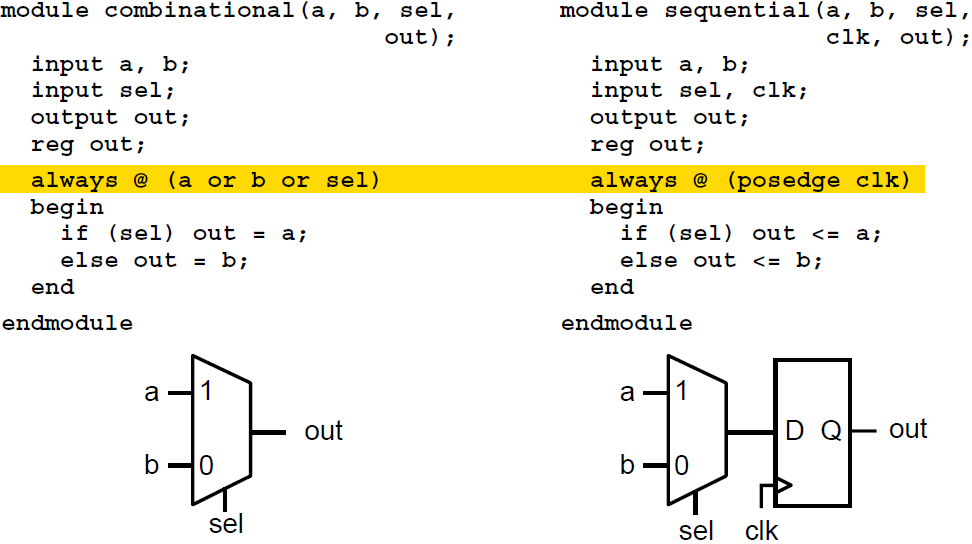 module combinational(a, b, sel,
out);
input a, b;
input sel;
output out;
reg out;
always @ (a or b or sel)
begin
if (sel) out = a;
else out = b;
end
endmodule
a
1
b
0
out
sel
module sequential(a, b, sel,
clk, out);
input a, b;
input sel, clk;
output out;
reg out;
always @ (posedge clk)
begin
if (sel) out <= a;
else out <= b;
end
endmodule
a
1
b
0
D Q
out
sel
clk